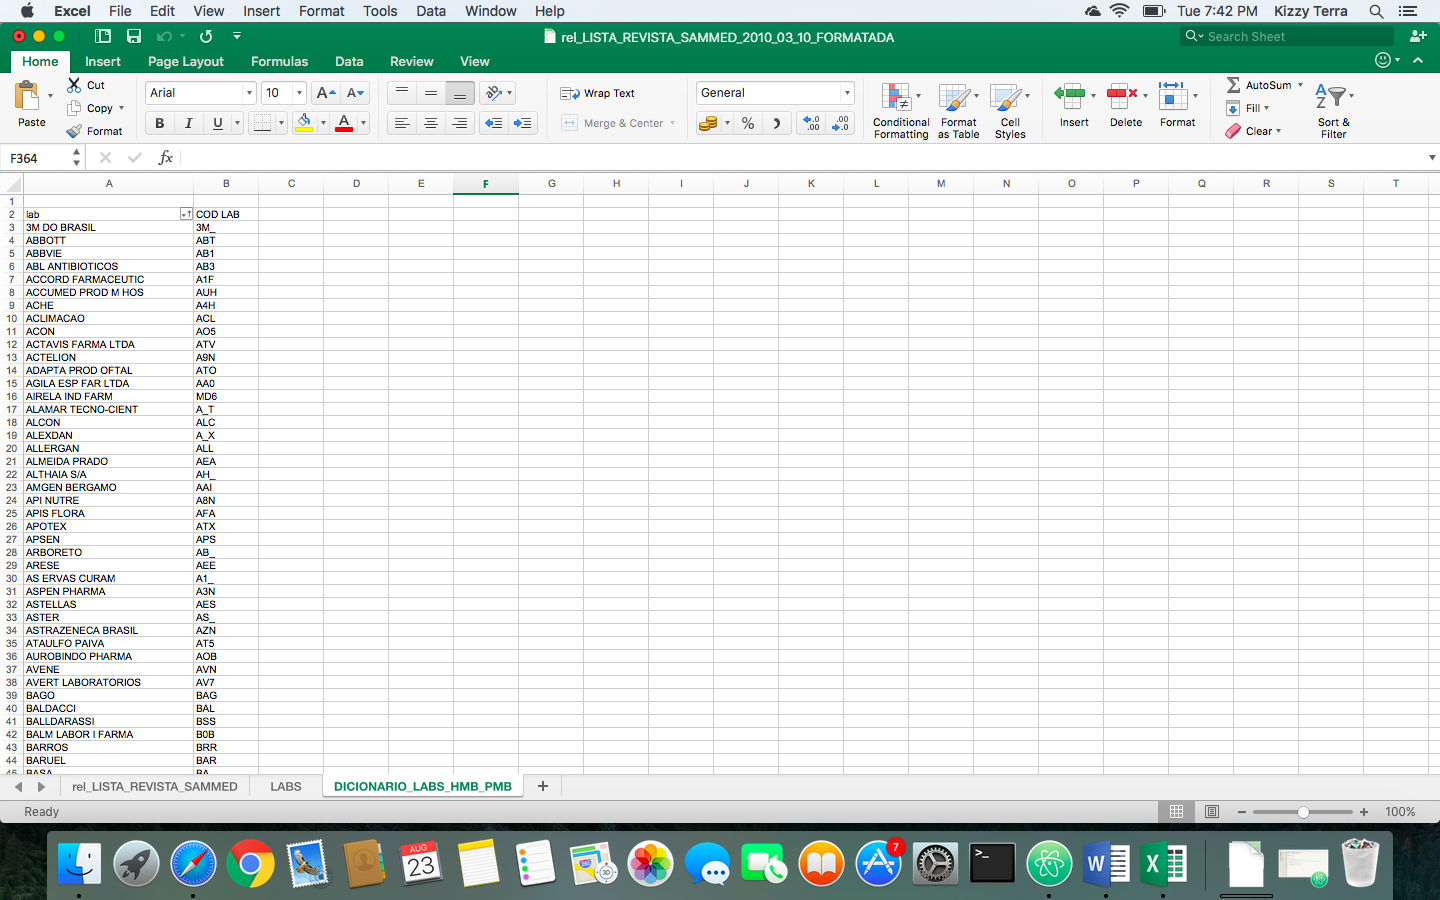 Excel File Edit View Insert Format Tools Data Window Help Tue 7:42 PM Kizzy Terra
rel_LISTA_REVISTA_SAMMED_2010_03_10_FORMATADA Search Sheet
Home Insert Page Layout Formulas Data Review View
Paste Cut Copy Format
Arial 10 A A
B I U A
Wrap Text
Merge & Center
General
% .0 .00 .00 .0
Conditional Formatting
Format as Table
Cell Styles
Insert Delete Format
AutoSum
Fill
Clear
A Z
Sort & Filter
F364 fx
A B C D E F G H I J K L M N O P Q R S T
1
2 lab COD LAB
3 3M DO BRASIL 3M_
4 ABBOTT ABT
5 ABBVIE AB1
6 ABL ANTIBIOTICOS AB3
7 ACCORD FARMACEUTIC A1F
8 ACCUMED PROD M HOS AUH
9 ACHE A4H
10 ACLIMACAO ACL
11 ACON AO5
12 ACTAVIS FARMA LTDA ATV
13 ACTELION A9N
14 ADAPTA PROD OFTAL ATO
15 AGILA ESP FAR LTDA AA0
16 AIRELA IND FARM MD6
17 ALAMAR TECNO-CIENT A_T
18 ALCON ALC
19 ALEXDAN A_X
20 ALLERGAN ALL
21 ALMEIDA PRADO AEA
22 ALTHAIA S/A AH_
23 AMGEN BERGAMO AAI
24 API NUTRE A8N
25 APIS FLORA AFA
26 APOTEX ATX
27 APSEN APS
28 ARBORETO AB_
29 ARESE AEE
30 AS ERVAS CURAM A1_
31 ASPEN PHARMA A3N
32 ASTELLAS AES
33 ASTER AS_
34 ASTRAZENECA BRASIL AZN
35 ATAULFO PAIVA AT5
36 AUROBINDO PHARMA AOB
37 AVENE AVN
38 AVERT LABORATORIOS AV7
39 BAGO BAG
40 BALDACCI BAL
41 BALLDARASSI BSS
42 BALM LABOR I FARMA B0B
43 BARROS BRR
44 BARUEL BAR
45 BASA BA
rel_LISTA_REVISTA_SAMMED LABS DICIONARIO_LABS_HMB_PMB +
Ready 100%
AUG
23
3D
7
>_
W
X